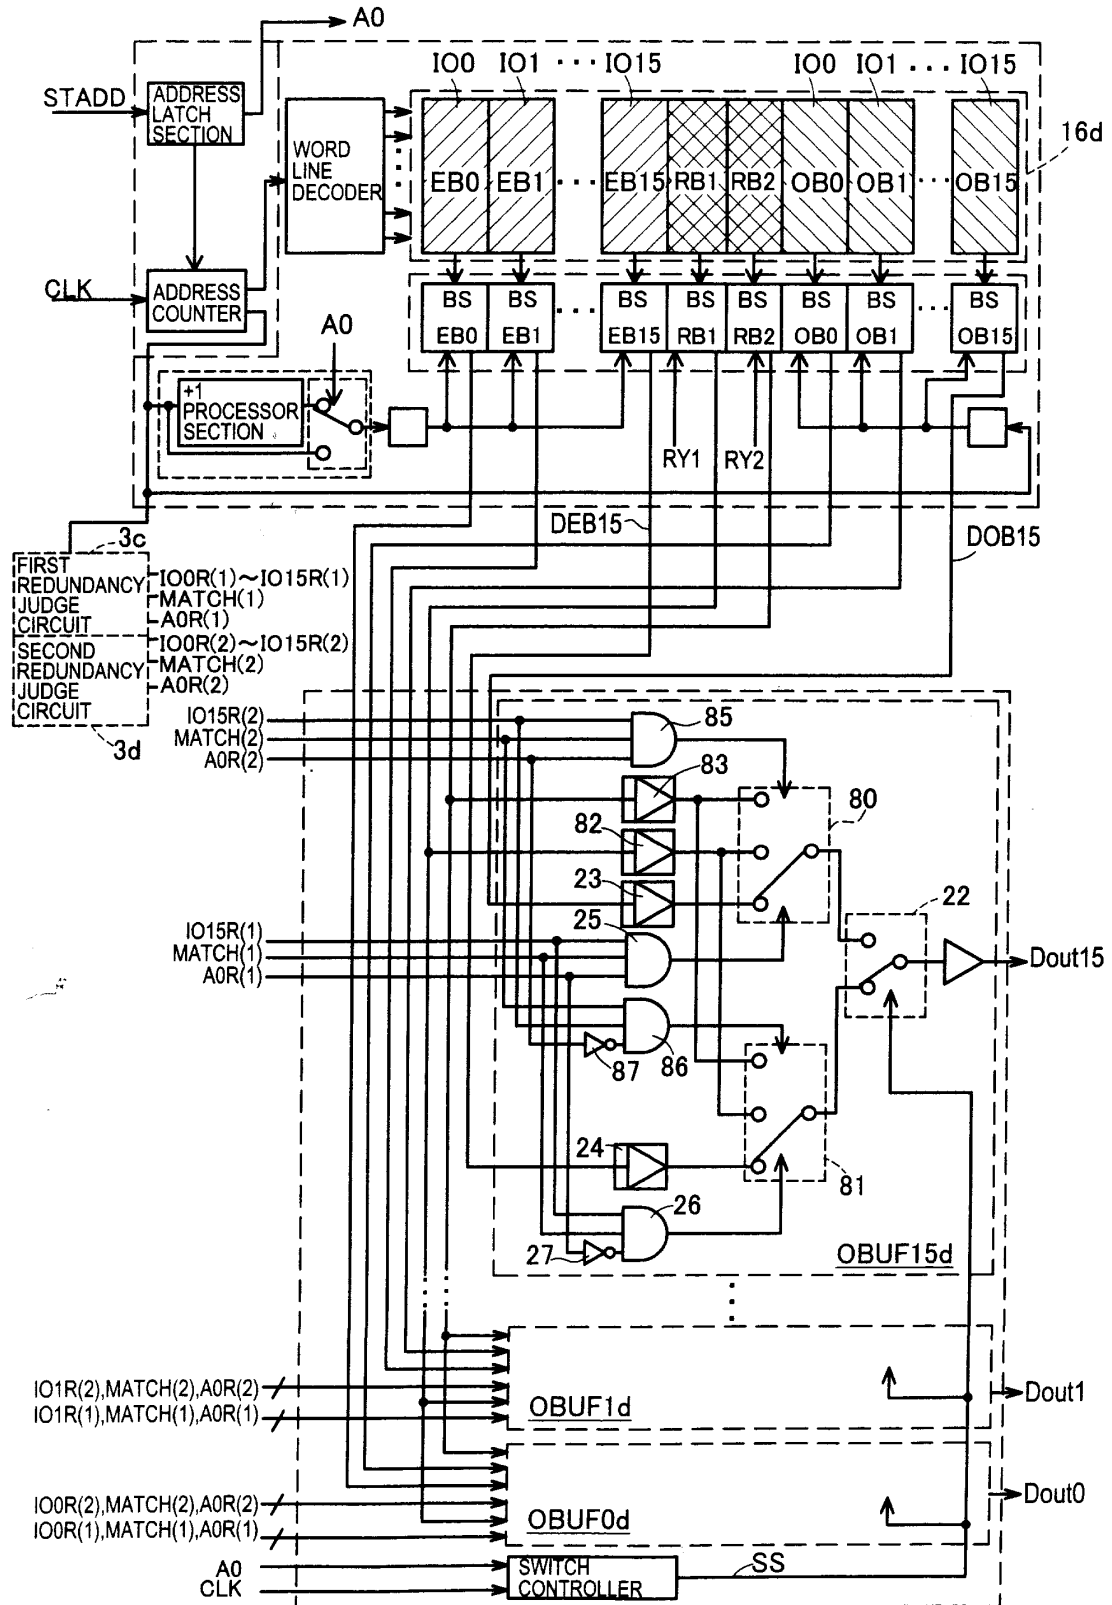 A0
IO0 IO1 ··· IO15 IO0 IO1 ··· IO15
STADD
ADDRESS
LATCH
SECTION
WORD
LINE
DECODER
16d
EB0 EB1 ··· EB15 RB1 RB2 OB0 OB1 ··· OB15
CLK
ADDRESS
COUNTER
BS BS BS BS BS BS BS BS
EB0 EB1 ··· EB15 RB1 RB2 OB0 OB1 ··· OB15
A0
+1
PROCESSOR
SECTION
RY1 RY2
DEB15
DOB15
3c
FIRST
REDUNDANCY
JUDGE
CIRCUIT
IO0R(1)~IO15R(1)
MATCH(1)
A0R(1)
SECOND
REDUNDANCY
JUDGE
CIRCUIT
IO0R(2)~IO15R(2)
MATCH(2)
A0R(2)
3d
IO15R(2)
MATCH(2)
A0R(2)
85
83
80
82
23
25
22
IO15R(1)
MATCH(1)
A0R(1)
Dout15
87
86
24
81
26
27
OBUF15d
IO1R(2),MATCH(2),A0R(2)
IO1R(1),MATCH(1),A0R(1)
OBUF1d
Dout1
IO0R(2),MATCH(2),A0R(2)
IO0R(1),MATCH(1),A0R(1)
OBUF0d
Dout0
A0
CLK
SWITCH
CONTROLLER
SS